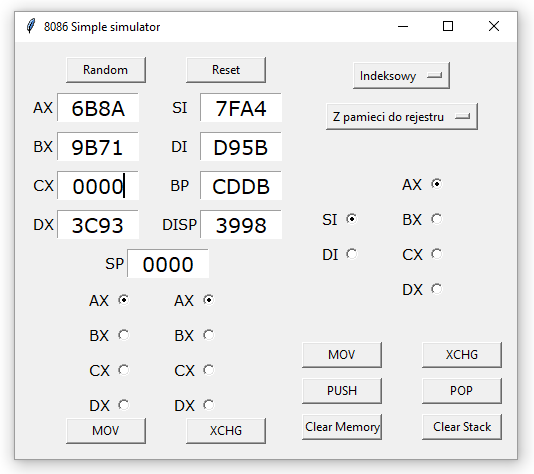 8086 Simple simulator
Random Reset
Indeksowy
Z pamieci do rejestru
AX 6B8A SI 7FA4
BX 9B71 DI D95B
CX 0000 BP CDDB
DX 3C93 DISP 3998
SP 0000
AX
SI BX
DI CX
DX
AX AX
BX BX
CX CX
DX DX
MOV XCHG
MOV XCHG
PUSH POP
Clear Memory Clear Stack